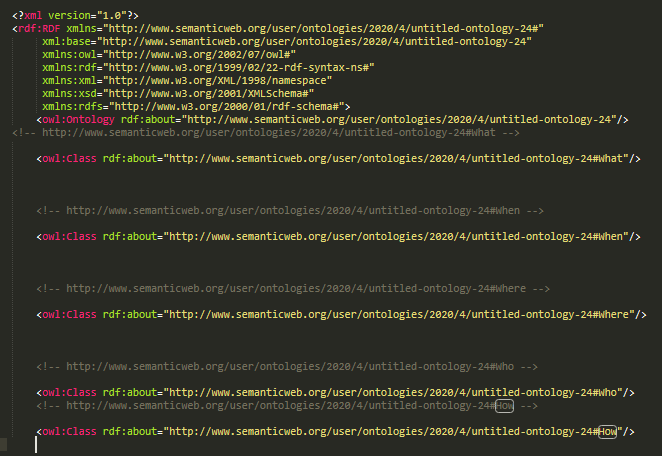 <?xml version="1.0"?>
<rdf:RDF xmlns="http://www.semanticweb.org/user/ontologies/2020/4/untitled-ontology-24#"
xml:base="http://www.semanticweb.org/user/ontologies/2020/4/untitled-ontology-24"
xmlns:owl="http://www.w3.org/2002/07/owl#"
xmlns:rdf="http://www.w3.org/1999/02/22-rdf-syntax-ns#"
xmlns:xml="http://www.w3.org/XML/1998/namespace"
xmlns:xsd="http://www.w3.org/2001/XMLSchema#"
xmlns:rdfs="http://www.w3.org/2000/01/rdf-schema#">
<owl:Ontology rdf:about="http://www.semanticweb.org/user/ontologies/2020/4/untitled-ontology-24"/>
<!-- http://www.semanticweb.org/user/ontologies/2020/4/untitled-ontology-24#What -->
<owl:Class rdf:about="http://www.semanticweb.org/user/ontologies/2020/4/untitled-ontology-24#What"/>
<!-- http://www.semanticweb.org/user/ontologies/2020/4/untitled-ontology-24#When -->
<owl:Class rdf:about="http://www.semanticweb.org/user/ontologies/2020/4/untitled-ontology-24#When"/>
<!-- http://www.semanticweb.org/user/ontologies/2020/4/untitled-ontology-24#Where -->
<owl:Class rdf:about="http://www.semanticweb.org/user/ontologies/2020/4/untitled-ontology-24#Where"/>
<!-- http://www.semanticweb.org/user/ontologies/2020/4/untitled-ontology-24#Who -->
<owl:Class rdf:about="http://www.semanticweb.org/user/ontologies/2020/4/untitled-ontology-24#Who"/>
<!-- http://www.semanticweb.org/user/ontologies/2020/4/untitled-ontology-24#How -->
<owl:Class rdf:about="http://www.semanticweb.org/user/ontologies/2020/4/untitled-ontology-24#How"/>